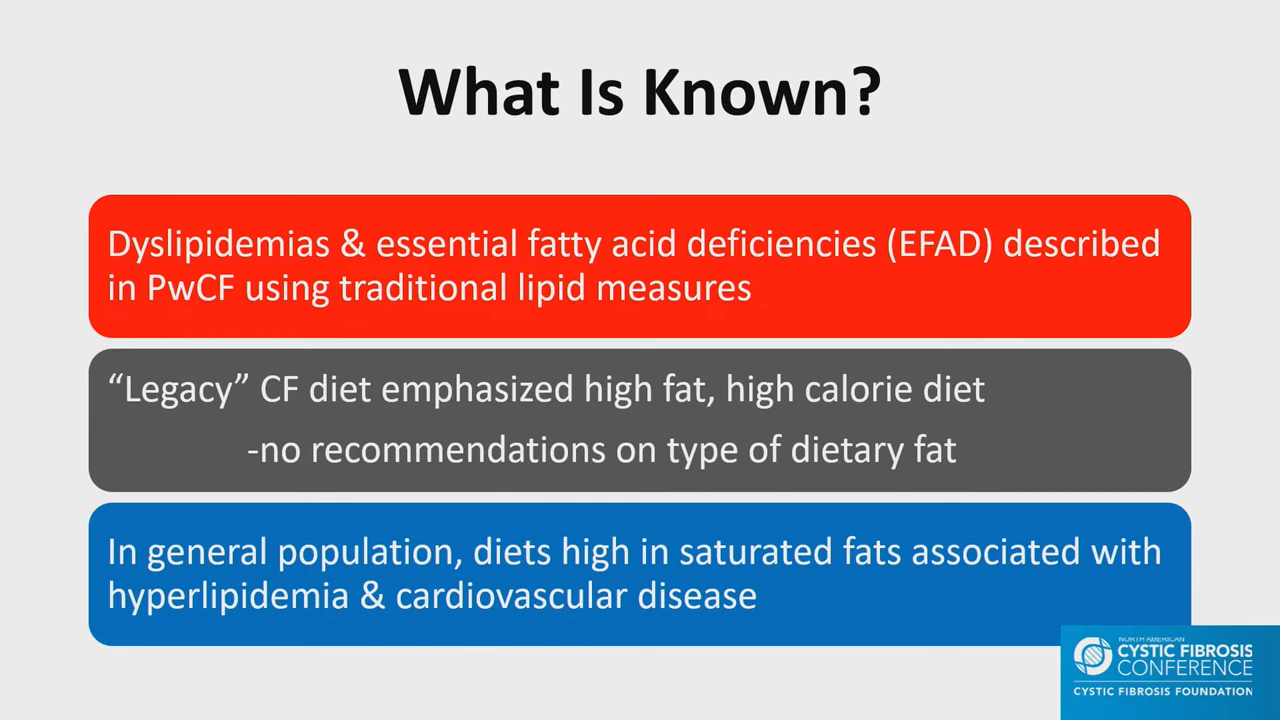 What Is Known?
Dyslipidemias & essential fatty acid deficiencies (EFAD) described
in PwCF using traditional lipid measures
“Legacy” CF diet emphasized high fat, high calorie diet
-no recommendations on type of dietary fat
In general population, diets high in saturated fats associated with
hyperlipidemia & cardiovascular disease
NORTH AMERICAN
CYSTIC FIBROSIS
CONFERENCE
CYSTIC FIBROSIS FOUNDATION